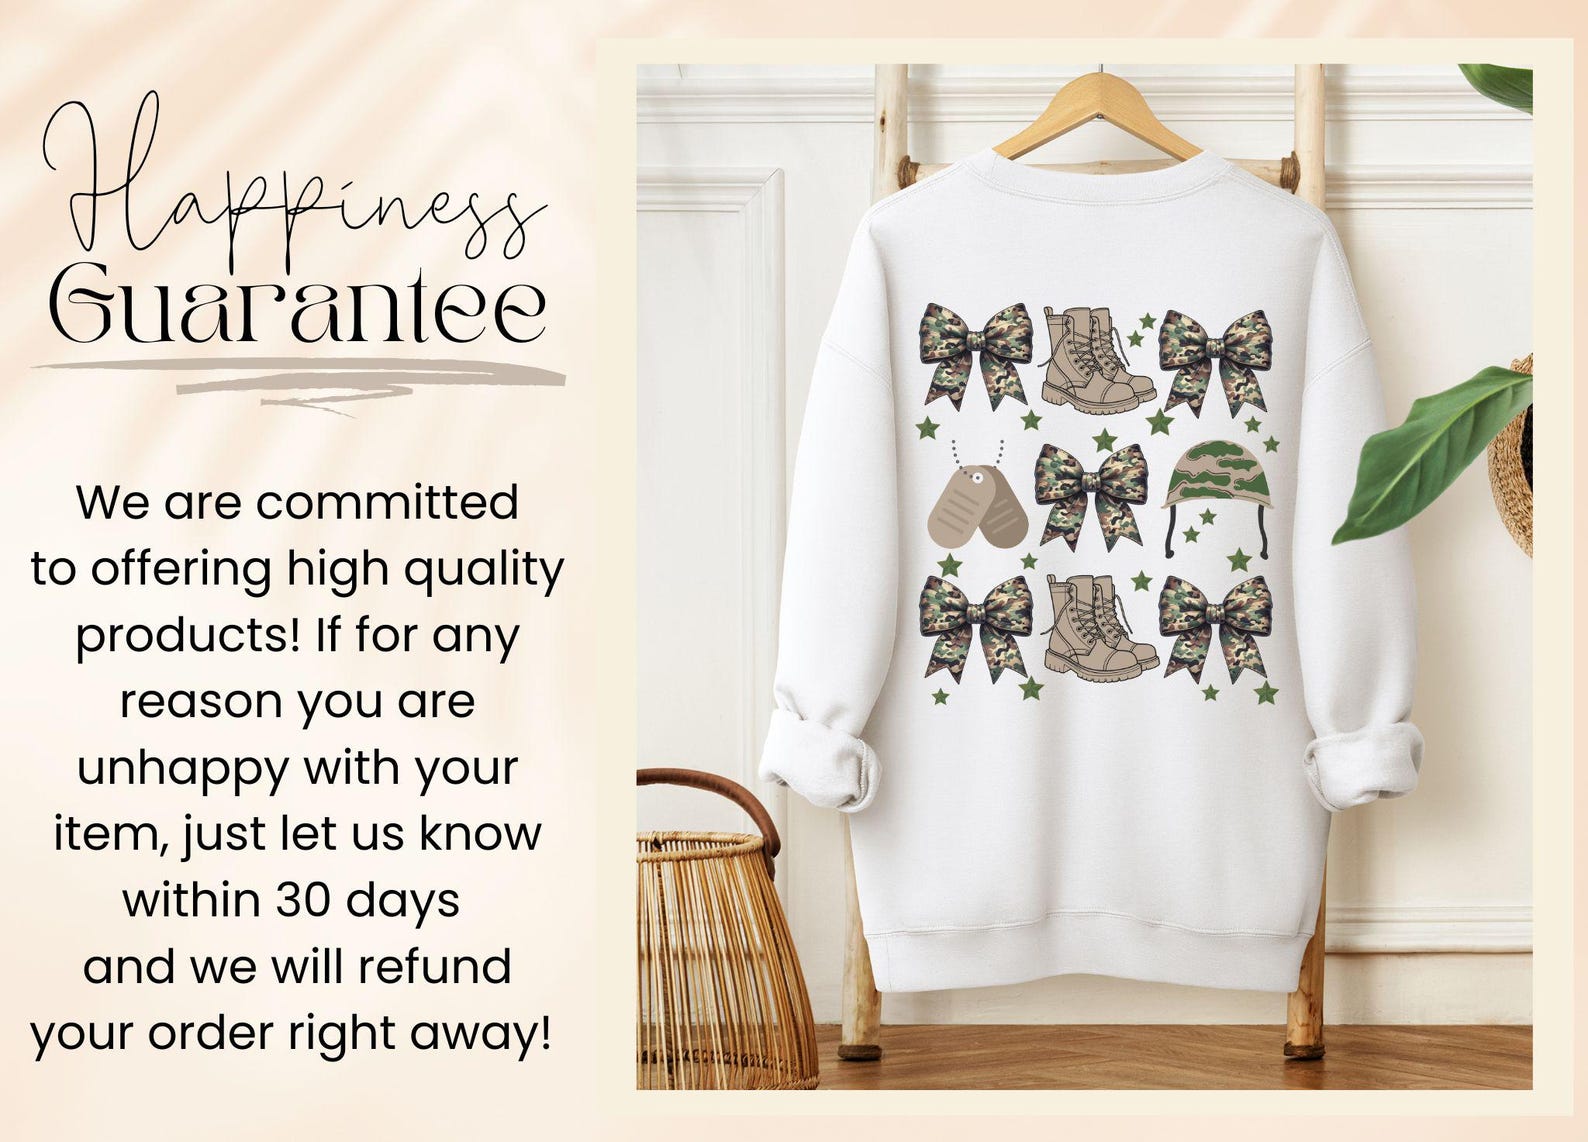 Happiness
Guarantee
We are committed
to offering high quality
products! If for any
reason you are
unhappy with your
item, just let us know
within 30 days
and we will refund
your order right away!